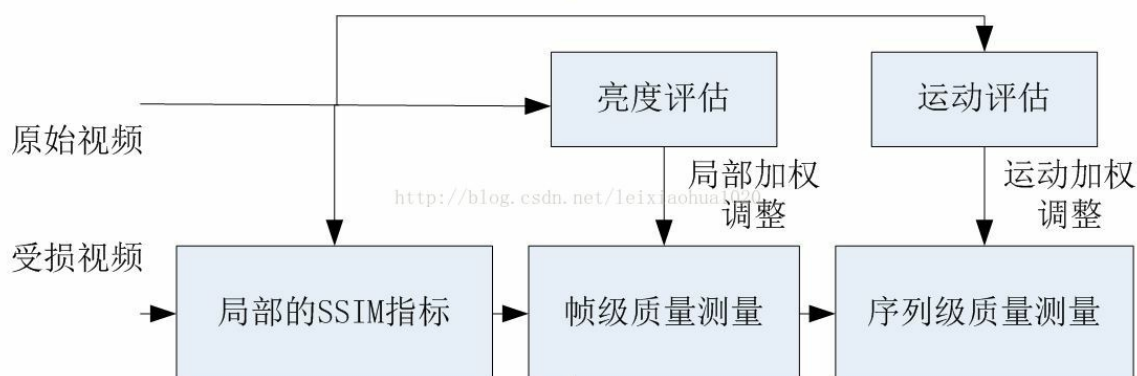 亮度评估
运动评估
原始视频
局部加权
调整
运动加权
调整
http://blog.csdn.net/leixiaohua1020
受损视频
局部的SSIM指标
帧级质量测量
序列级质量测量